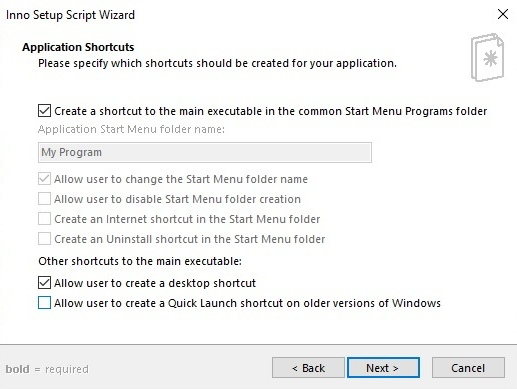 Inno Setup Script Wizard
Application Shortcuts
Please specify which shortcuts should be created for your application.
Create a shortcut to the main executable in the common Start Menu Programs folder
Application Start Menu folder name:
My Program
Allow user to change the Start Menu folder name
Allow user to disable Start Menu folder creation
Create an Internet shortcut in the Start Menu folder
Create an Uninstall shortcut in the Start Menu folder
Other shortcuts to the main executable:
Allow user to create a desktop shortcut
Allow user to create a Quick Launch shortcut on older versions of Windows
bold = required
< Back
Next >
Cancel